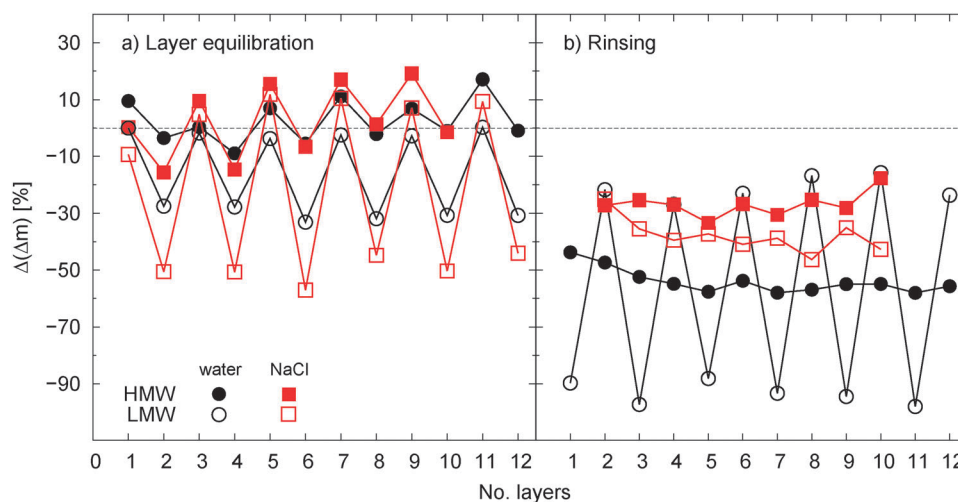 a) Layer equilibration
b) Rinsing
30
10
−10
−30
−50
−70
−90
Δ(Δm) [%]
water NaCl
HMW
LMW
0 1 2 3 4 5 6 7 8 9 10 11 12 1 2 3 4 5 6 7 8 9 10 11 12
No. layers